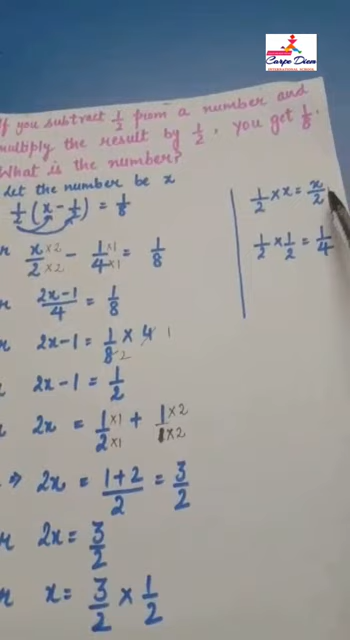 Carpe Diem
INTERNATIONAL SCHOOL
If you subtract 1/2 from a number and
multiply the result by 1/2, you get 1/8.
What is the number?
Let the number be x
1/2 (x - 1/2) = 1/8
x/2 ×2/×2 - 1/4 ×1/×1 = 1/8
2x-1/4 = 1/8
2x-1 = 1/8 × 4 1
2
2x-1 = 1/2
2x = 1/2 ×1/×1 + 1/1 ×2/×2
⇒ 2x = 1+2/2 = 3/2
2x = 3/2
x = 3/2 × 1/2
1/2 × x = x/2
1/2 × 1/2 = 1/4